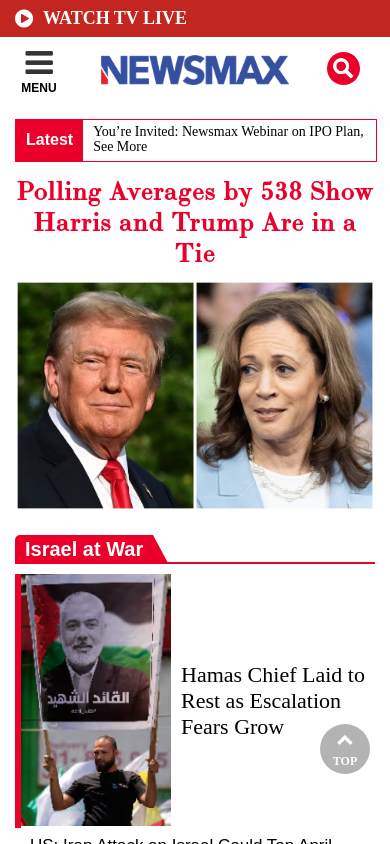 WATCH TV LIVE
MENU
NEWSMAX
Latest
You’re Invited: Newsmax Webinar on IPO Plan,
See More
Polling Averages by 538 Show
Harris and Trump Are in a
Tie
Israel at War
القائد الشهيد
Hamas Chief Laid to
Rest as Escalation
Fears Grow
TOP
US: Iran Attack on Israel Could Top April